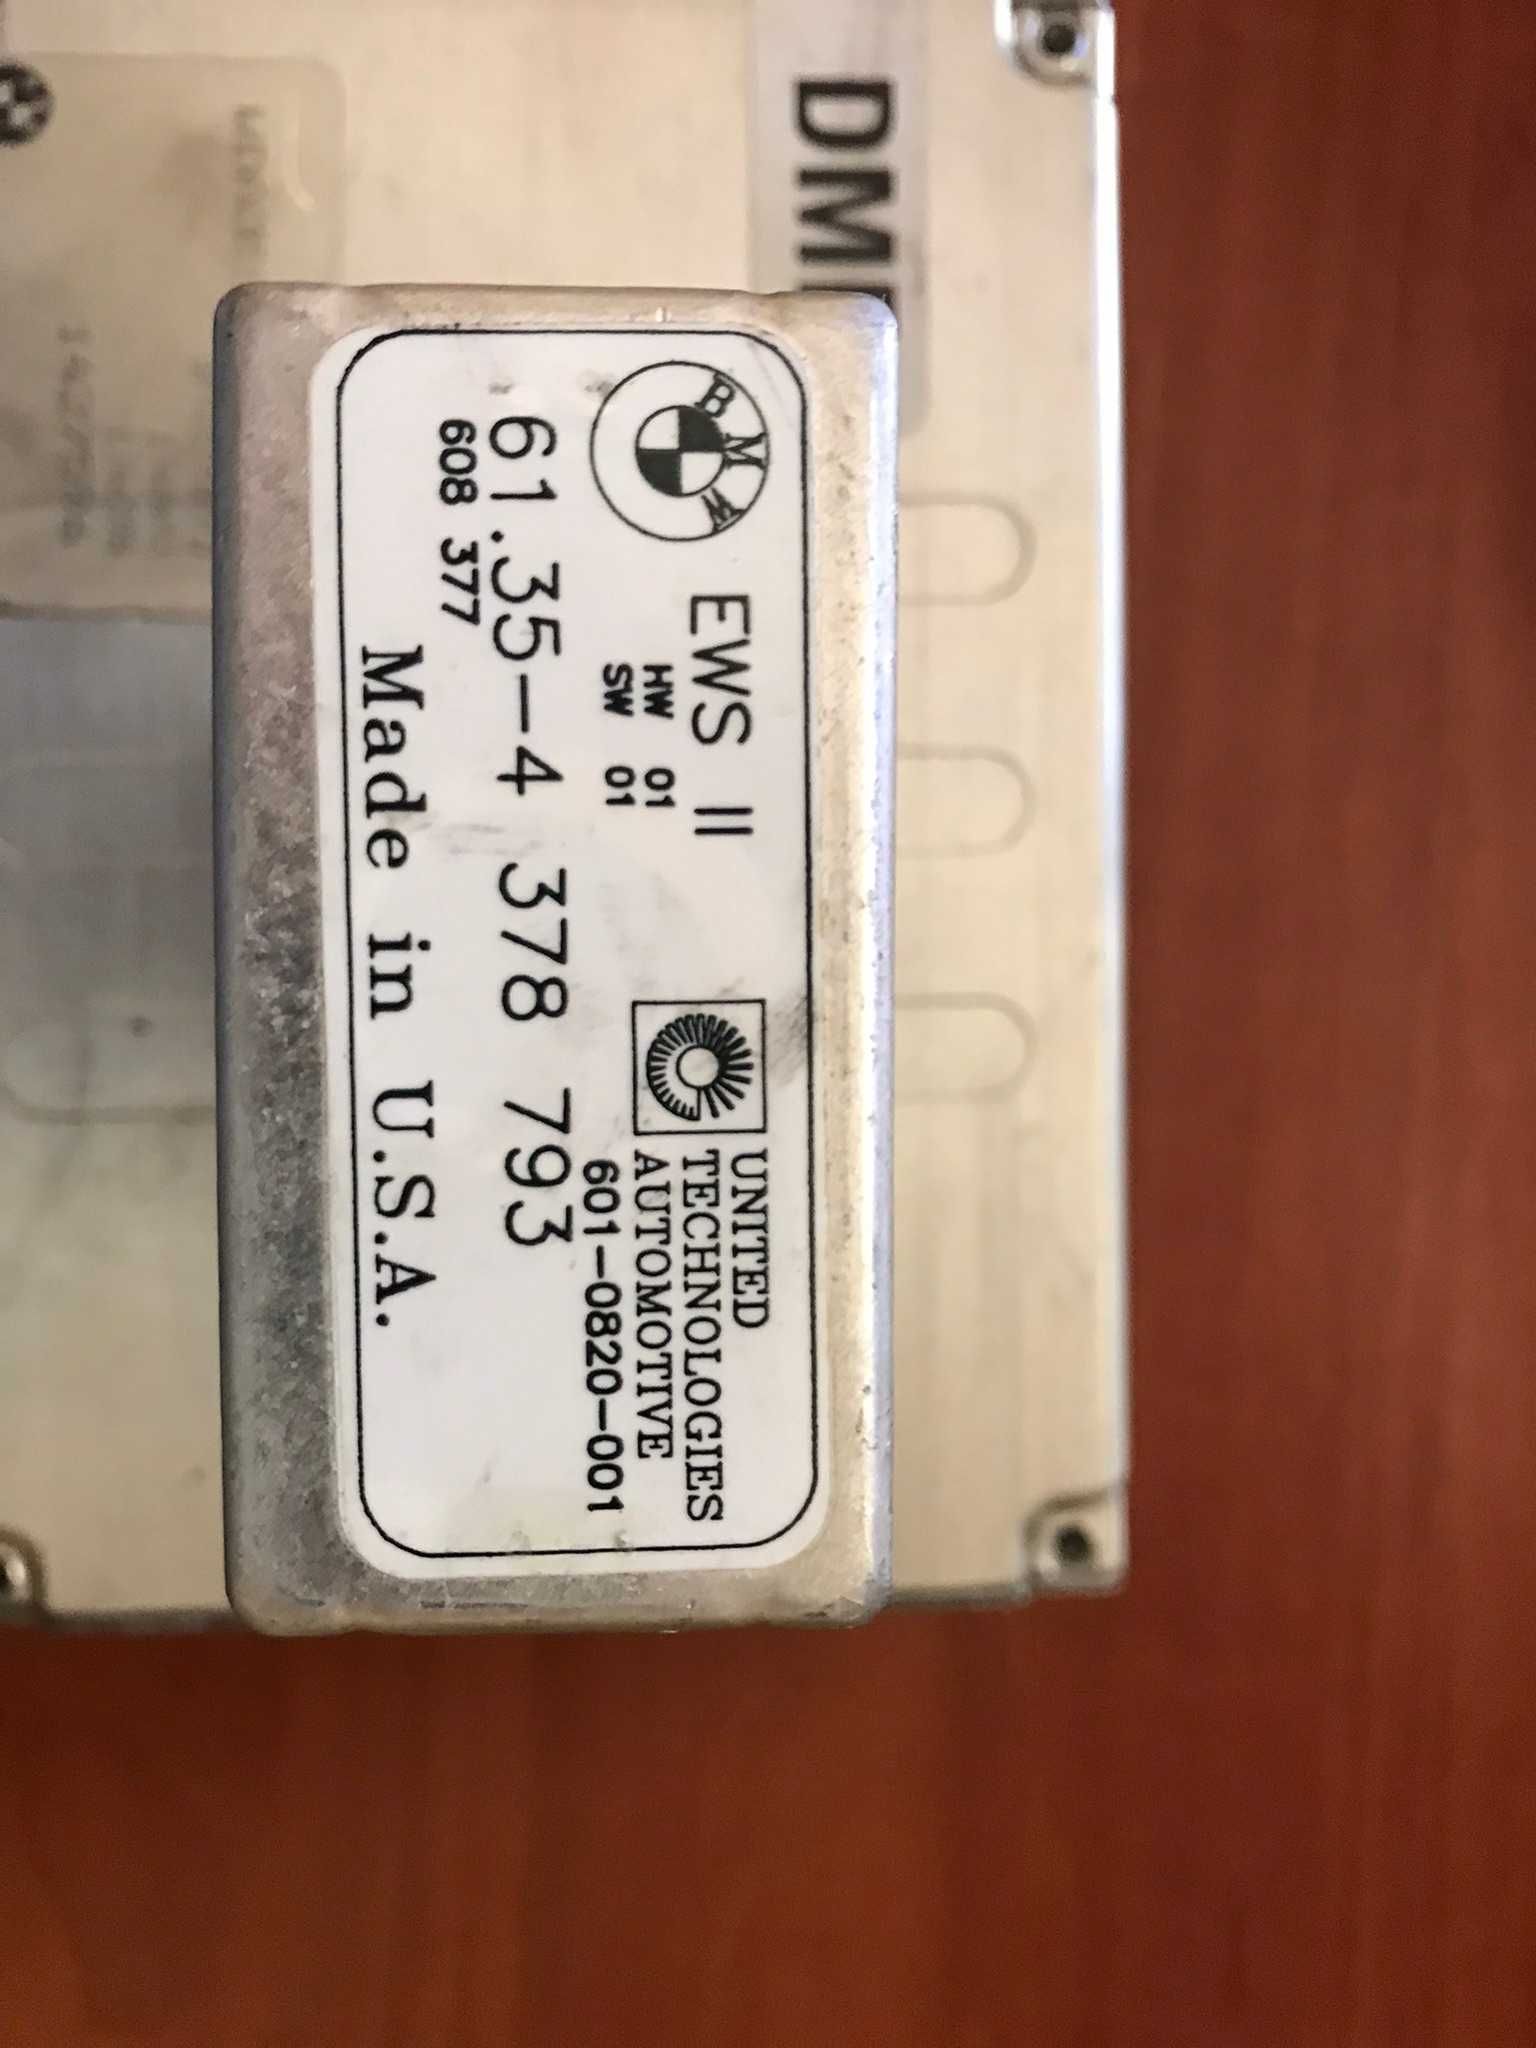 DM
BMW
EWS II
HW 01
SW 01
UNITED
TECHNOLOGIES
AUTOMOTIVE
601-0820-001
61.35-4 378 793
608 377
Made in U.S.A.